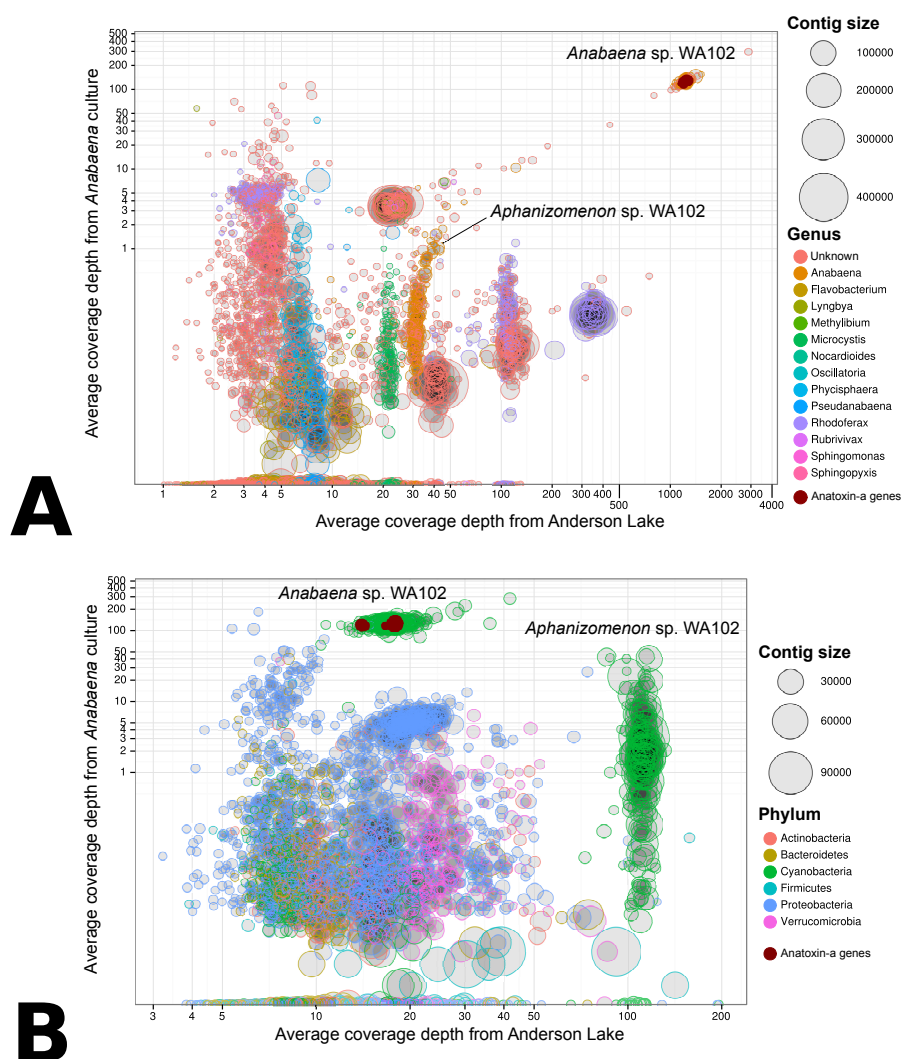 A
500
400
300
200
100
50
40
30
20
10
5
4
3
2
1
Average coverage depth from Anabaena culture
Anabaena sp. WA102
Aphanizomenon sp. WA102
1 2 3 4 5 10 20 30 40 50 100 200 300 400 500 1000 2000 3000 4000
Average coverage depth from Anderson Lake
Contig size
100000
200000
300000
400000
Genus
Unknown
Anabaena
Flavobacterium
Lyngbya
Methylibium
Microcystis
Nocardioides
Oscillatoria
Phycisphaera
Pseudanabaena
Rhodoferax
Rubrivivax
Sphingomonas
Sphingopyxis
Anatoxin-a genes
B
500
400
300
200
100
50
40
30
20
10
5
4
3
2
1
Average coverage depth from Anabaena culture
Anabaena sp. WA102
Aphanizomenon sp. WA102
3 5 10 20 30 50 100 200
Average coverage depth from Anderson Lake
Contig size
30000
60000
90000
Phylum
Actinobacteria
Bacteroidetes
Cyanobacteria
Firmicutes
Proteobacteria
Verrucomicrobia
Anatoxin-a genes